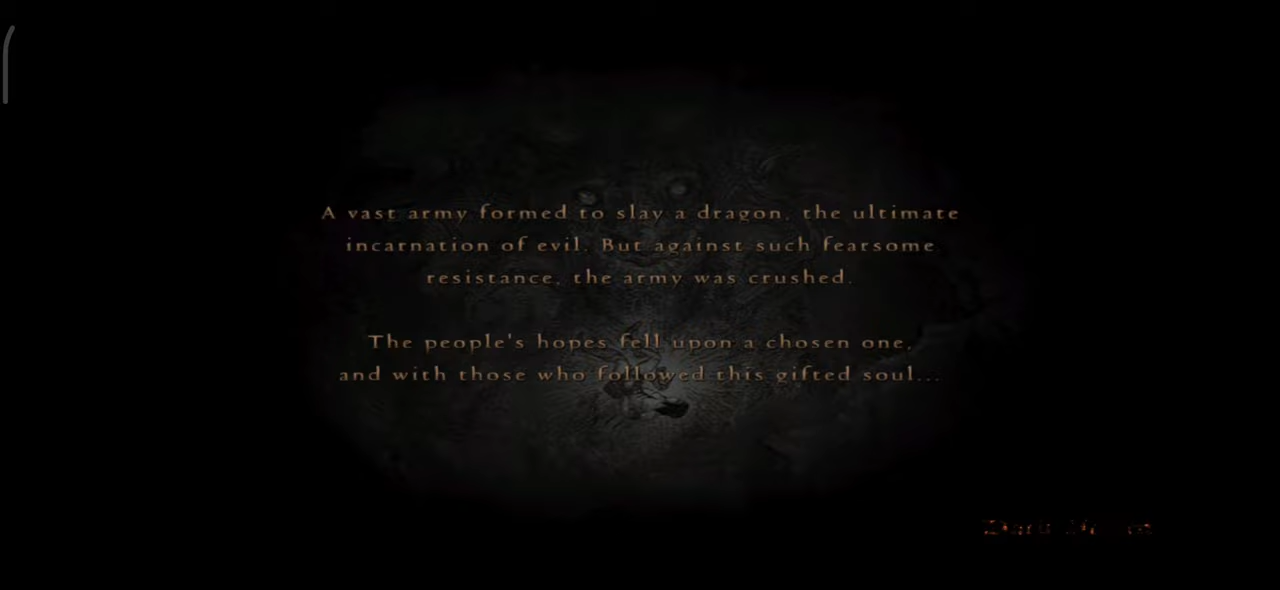 A vast army formed to slay a dragon, the ultimate
incarnation of evil. But against such fearsome
resistance, the army was crushed.
The people's hopes fell upon a chosen one,
and with those who followed this gifted soul...